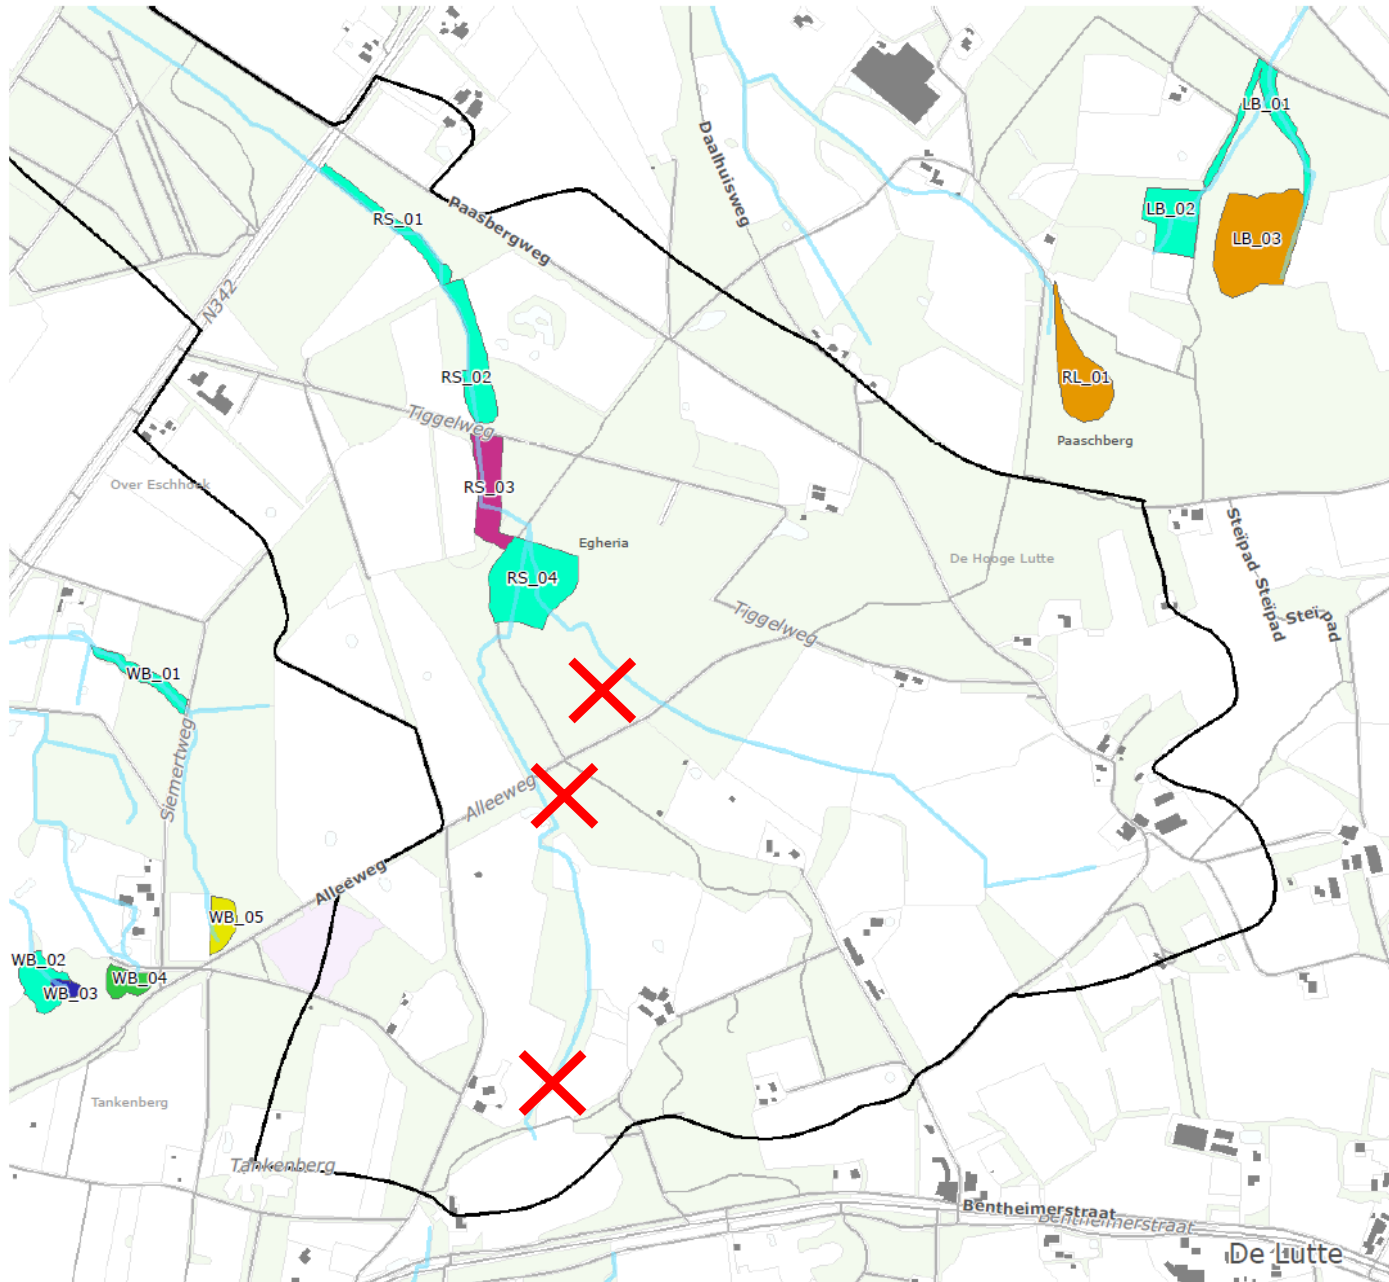 LB_01
Daalhuisweg
RS_01
Paasbergweg
LB_02
LB_03
N342
RS_02
RL_01
Tiggelweg
Paaschberg
Over Eschhoek
RS_03
Egheria
De Hooge Lutte
Steipad Steipad
Steipad
RS_04
Tiggelweg
WB_01
Siemertweg
Alleeweg
Alleeweg
WB_05
WB_02
WB_04
WB_03
Tankenberg
Tankenberg
Bentheimerstraat
Bentheimerstraat
De Lutte